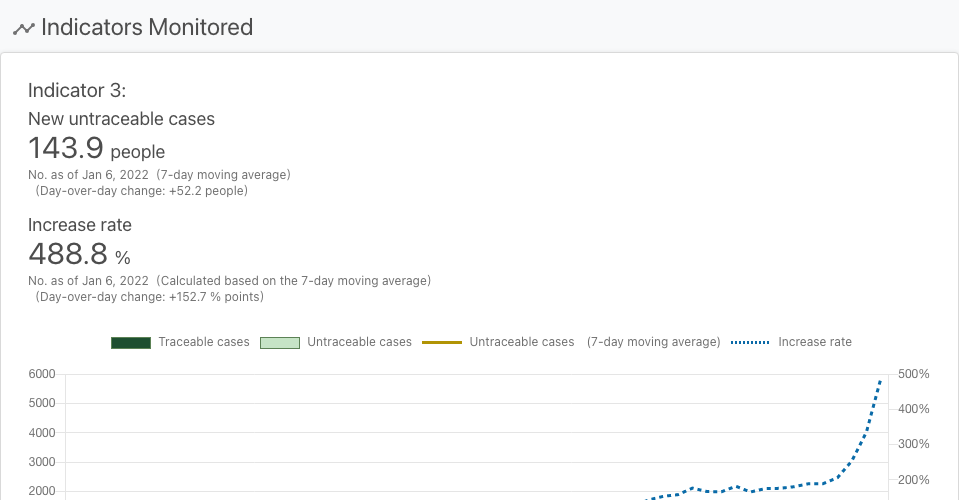 Indicators Monitored
Indicator 3:
New untraceable cases
143.9 people
No. as of Jan 6, 2022 (7-day moving average)
(Day-over-day change: +52.2 people)
Increase rate
488.8 %
No. as of Jan 6, 2022 (Calculated based on the 7-day moving average)
(Day-over-day change: +152.7 % points)
Traceable cases Untraceable cases Untraceable cases (7-day moving average) Increase rate
6000 500%
5000
400%
4000
300%
3000
200%
2000